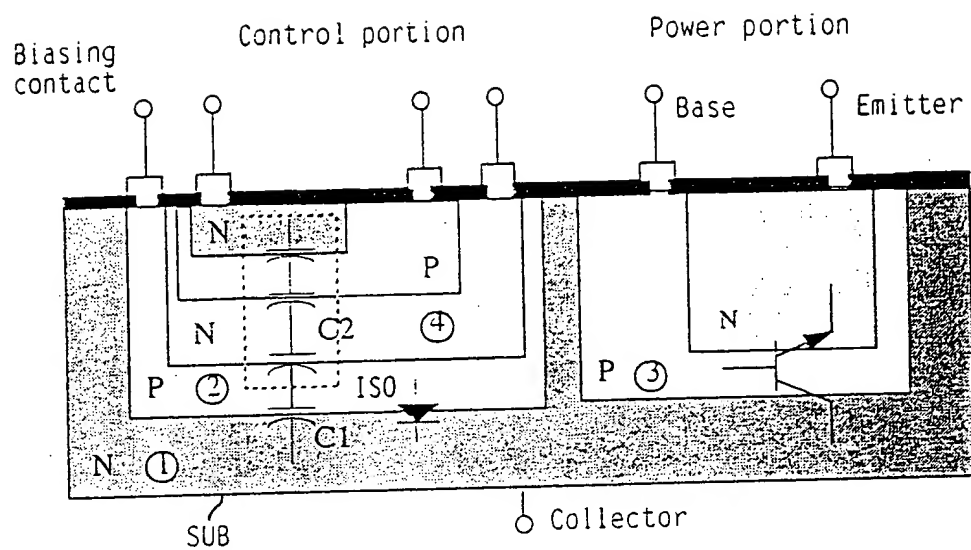 Biasing
contact
Control portion
Power portion
Base
Emitter
N
P
N
C2
④
N
P
②
ISO
P
③
C1
N
①
SUB
Collector